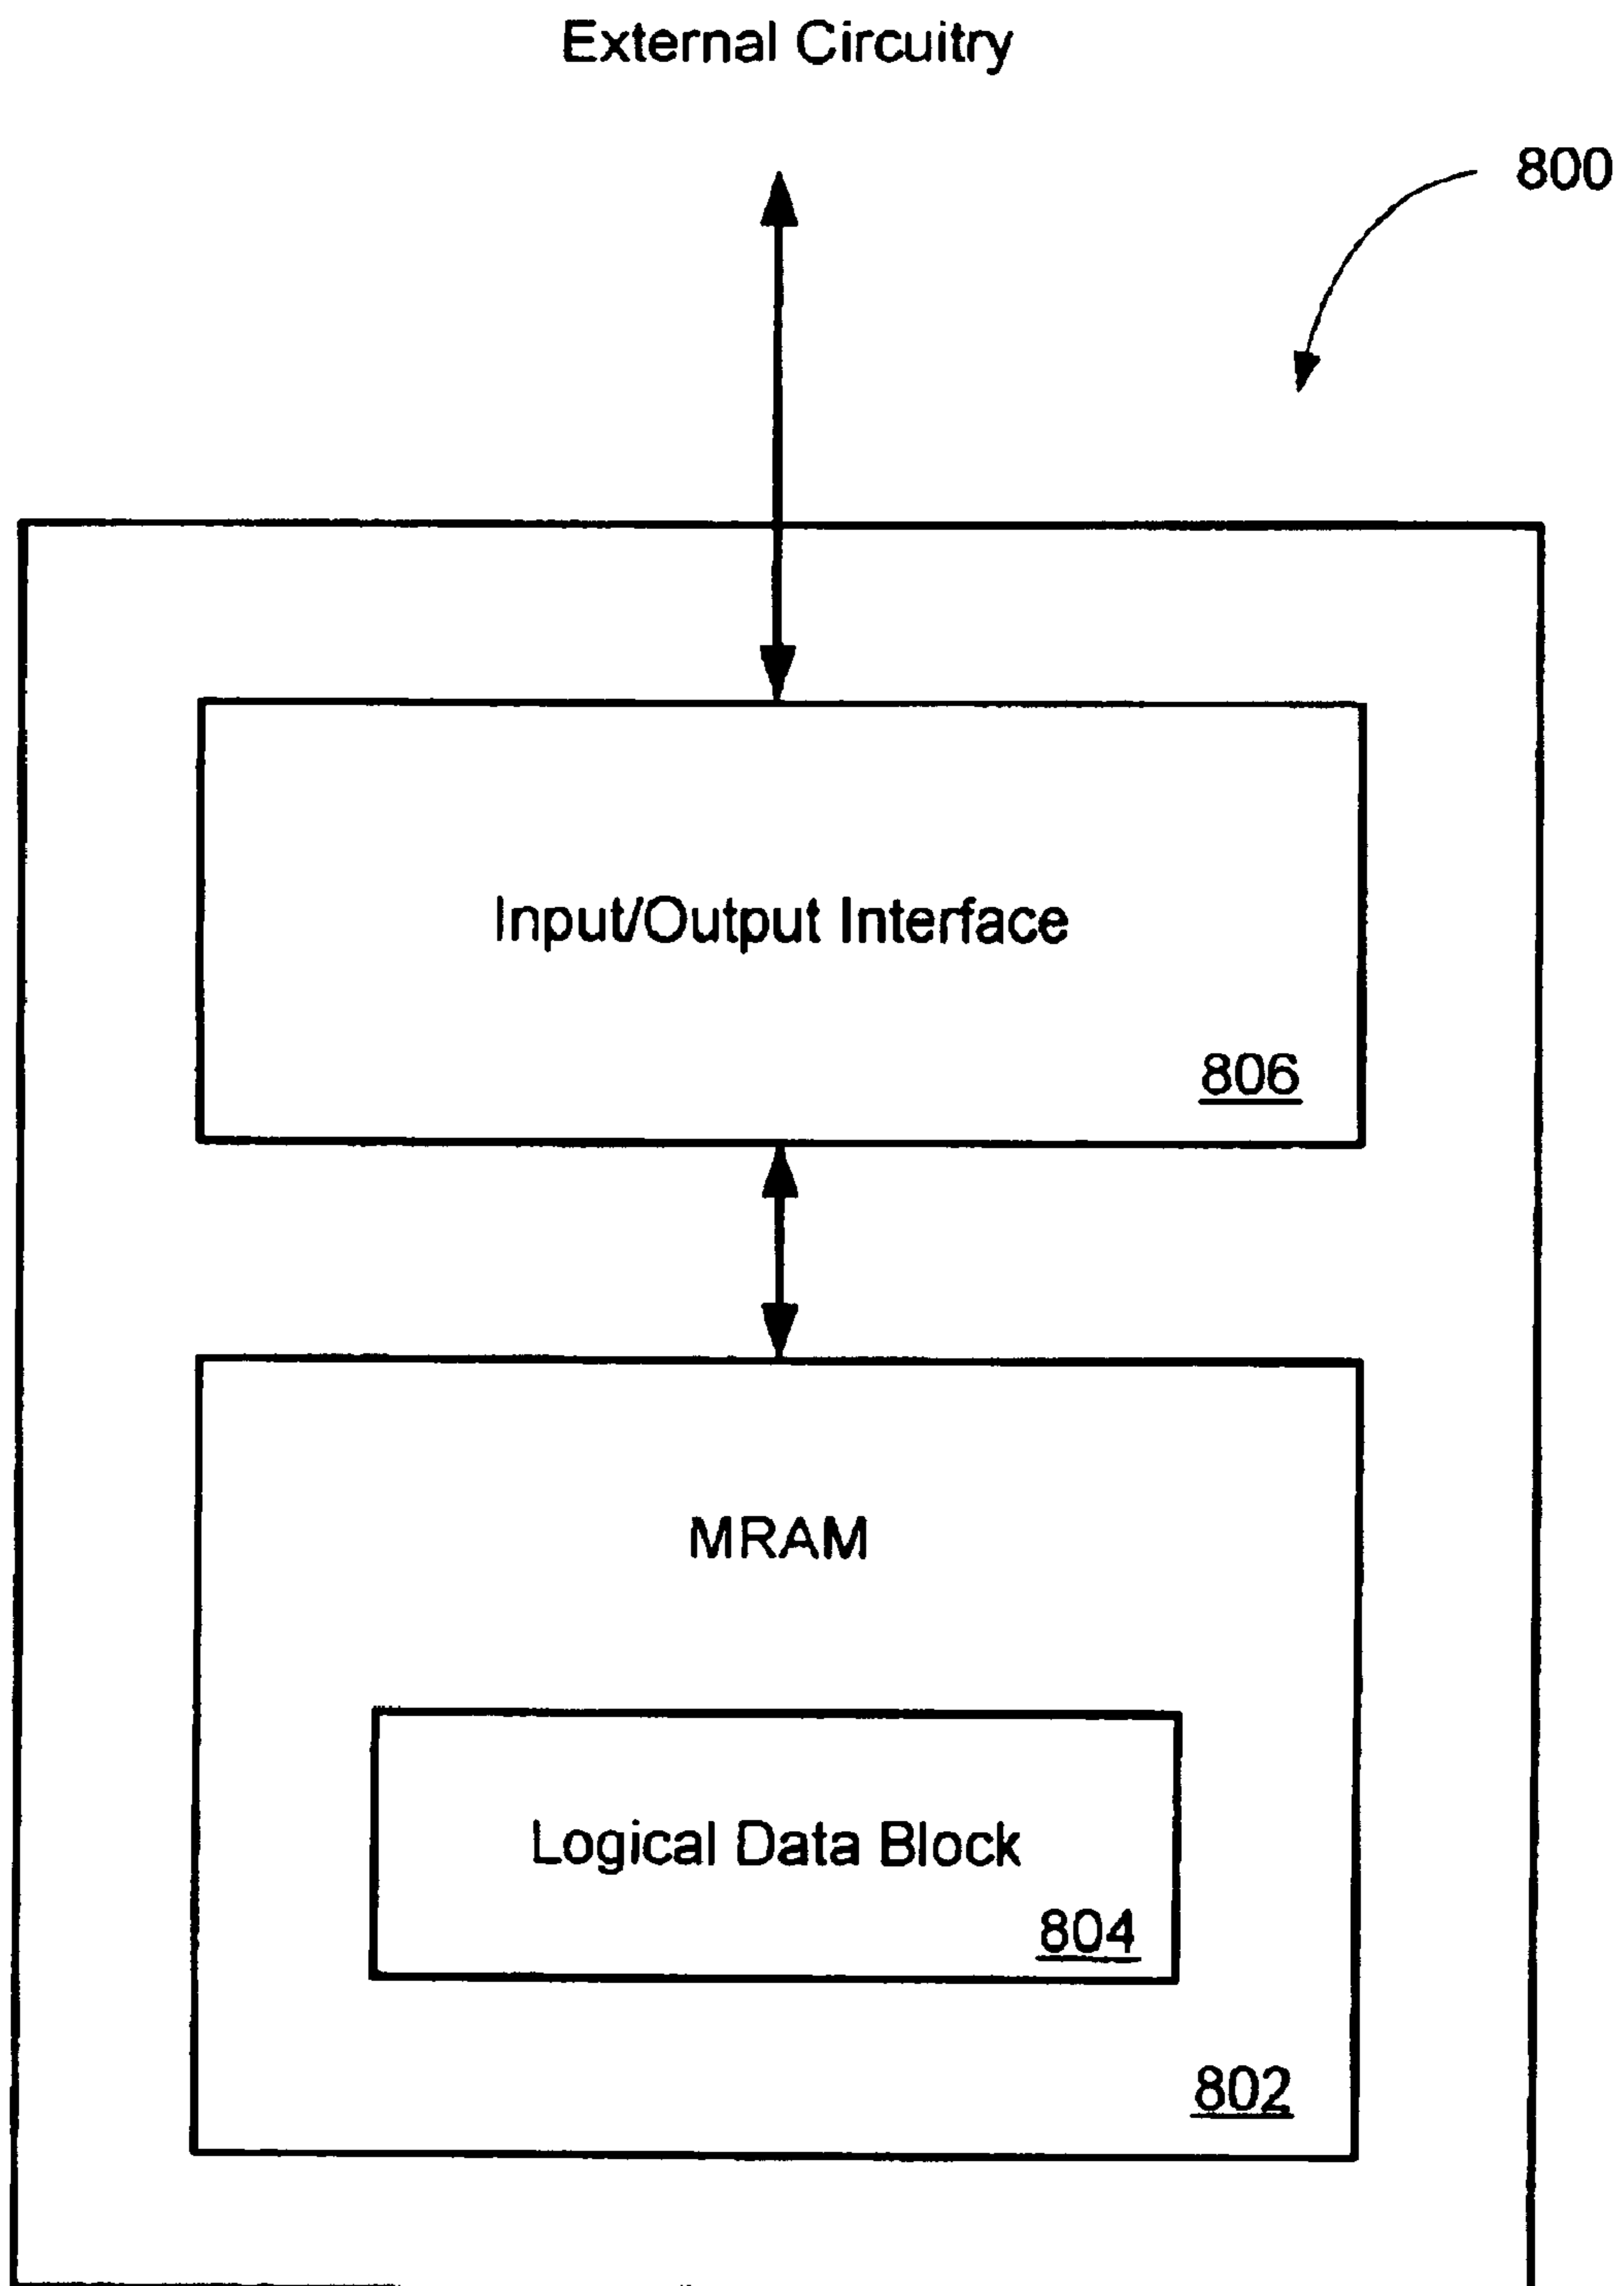 External Circuitry
800
Input/Output Interface
806
MRAM
Logical Data Block
804
802